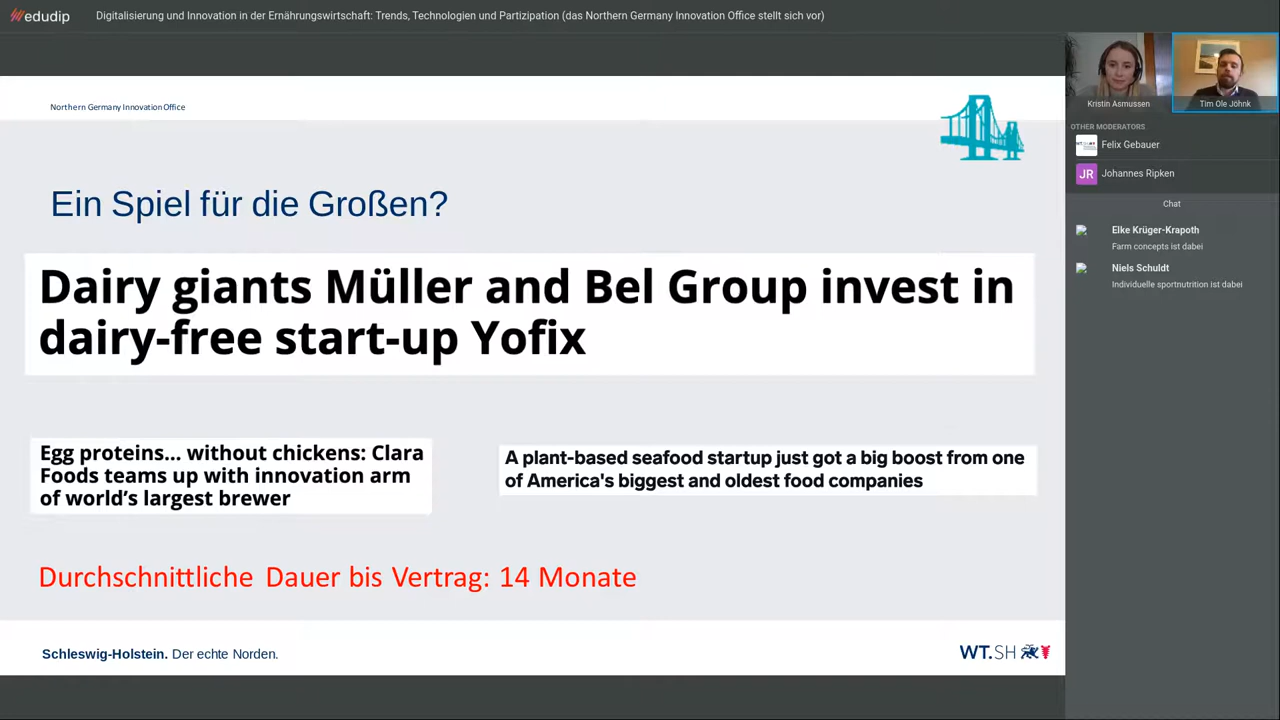 edudip
Digitalisierung und Innovation in der Ernährungswirtschaft: Trends, Technologien und Partizipation (das Northern Germany Innovation Office stellt sich vor)
Northern Germany Innovation Office
Ein Spiel für die Großen?
Dairy giants Müller and Bel Group invest in
dairy-free start-up Yofix
Egg proteins... without chickens: Clara
Foods teams up with innovation arm
of world's largest brewer
A plant-based seafood startup just got a big boost from one
of America's biggest and oldest food companies
Durchschnittliche Dauer bis Vertrag: 14 Monate
Schleswig-Holstein. Der echte Norden.
WT.SH
Kristin Asmussen
Tim Ole Jöhnk
OTHER MODERATORS
Felix Gebauer
JR
Johannes Ripken
Chat
Elke Krüger-Krapoth
Farm concepts ist dabei
Niels Schuldt
Individuelle sportnutrition ist dabei